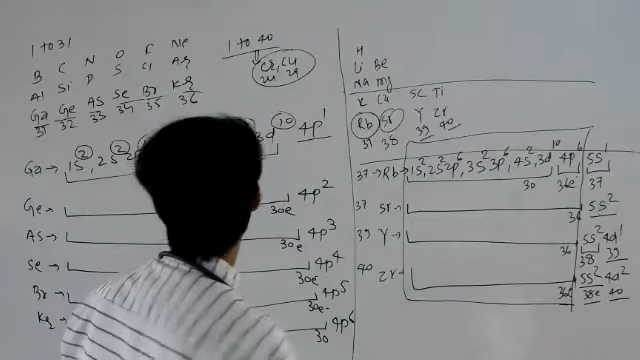 1 to 31
B C N O F Ne
Al Si P S Cl Ar
Ga Ge As Se Br Kr
31 32 33 34 35 36
1 to 40
Cr, Cu
24 29
Ga → 1S2, 2S2 3d10 4p1
Ge → 30e 4p2
As → 30e 4p3
Se → 30e 4p4
Br → 30e- 4p5
Kr → 30 4p6
H
Li Be
Na Mg
K Ca Sc Ti
Rb Sr Y Zr
37 38 39 40
37 → Rb → 1S2, 2S2 2p6, 3S2 3p6, 4S2, 3d10 4p6 5S1
30 36e 37
37 Sr → 36 5S2
39 Y → 36 5S2 4d1
38 39
40 Zr → 36e 5S2 4d2
38e 40